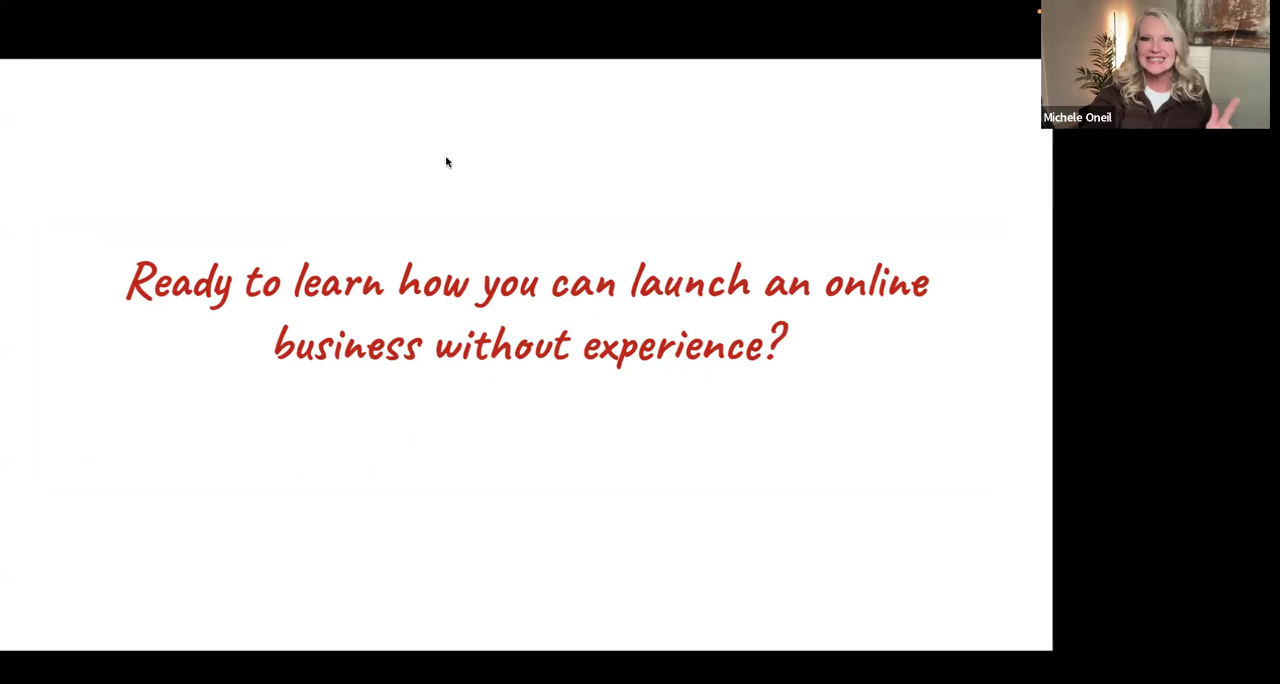 Michele Oneil
Ready to learn how you can launch an online
business without experience?